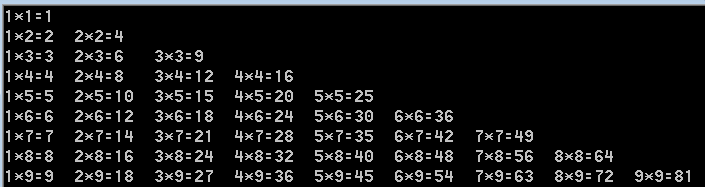 1×1=1
1×2=2 2×2=4
1×3=3 2×3=6 3×3=9
1×4=4 2×4=8 3×4=12 4×4=16
1×5=5 2×5=10 3×5=15 4×5=20 5×5=25
1×6=6 2×6=12 3×6=18 4×6=24 5×6=30 6×6=36
1×7=7 2×7=14 3×7=21 4×7=28 5×7=35 6×7=42 7×7=49
1×8=8 2×8=16 3×8=24 4×8=32 5×8=40 6×8=48 7×8=56 8×8=64
1×9=9 2×9=18 3×9=27 4×9=36 5×9=45 6×9=54 7×9=63 8×9=72 9×9=81